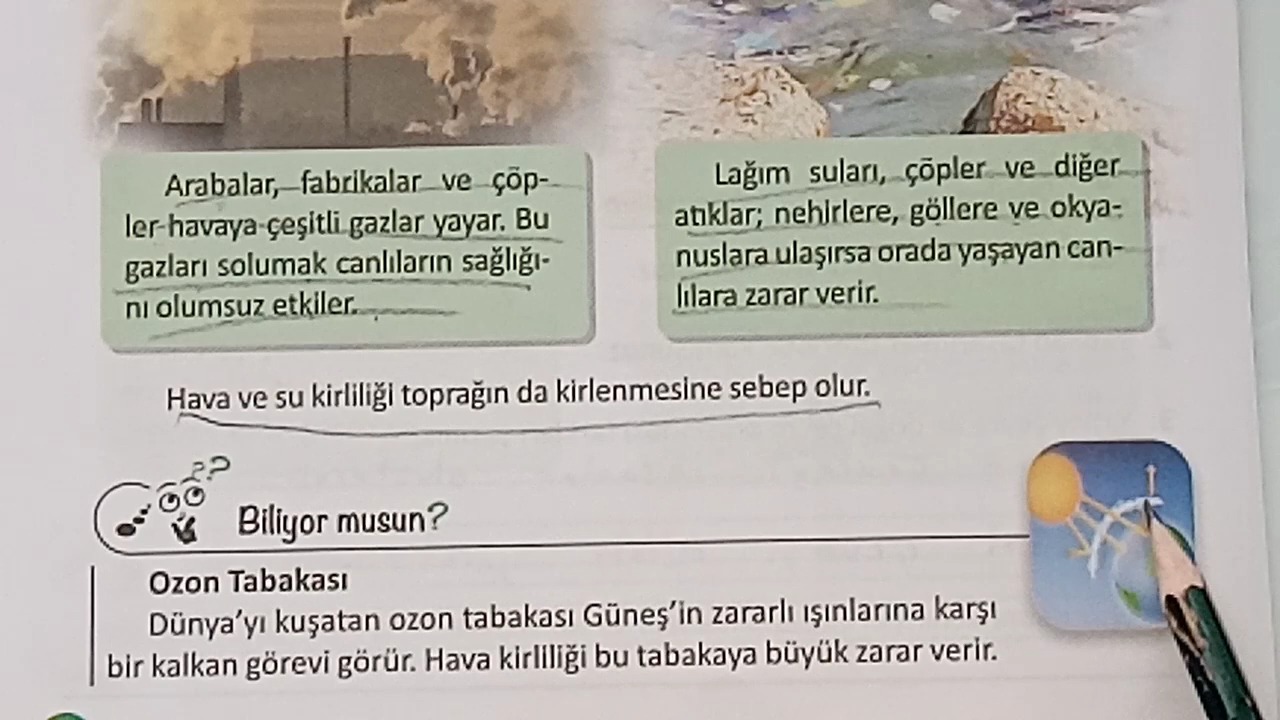 Arabalar, fabrikalar ve çöp-
ler havaya çeşitli gazlar yayar. Bu
gazları solumak canlıların sağlığı-
nı olumsuz etkiler.
Lağım suları, çöpler ve diğer
atıklar; nehirlere, göllere ve okya-
nuslara ulaşırsa orada yaşayan can-
lılara zarar verir.
Hava ve su kirliliği toprağın da kirlenmesine sebep olur.
??
Biliyor musun?
Ozon Tabakası
Dünya’yı kuşatan ozon tabakası Güneş’in zararlı ışınlarına karşı
bir kalkan görevi görür. Hava kirliliği bu tabakaya büyük zarar verir.